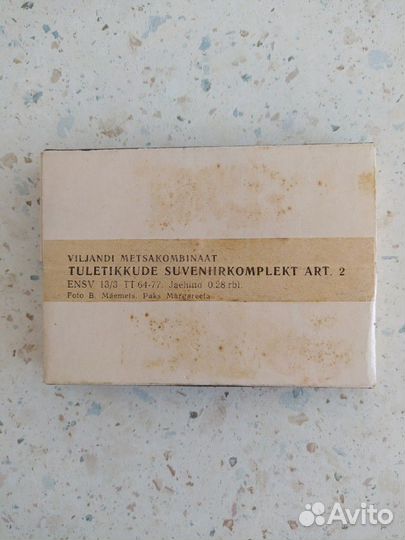 VILJANDI METSAKOMBINAAT
TULETIKKUDE SUVENIIRKOMPLEKT ART. 2
ENSV 13/3 TT 64-77. Jaehind 0.28 rbl.
Foto B. Mäemets, Paks Margareeta
Avito